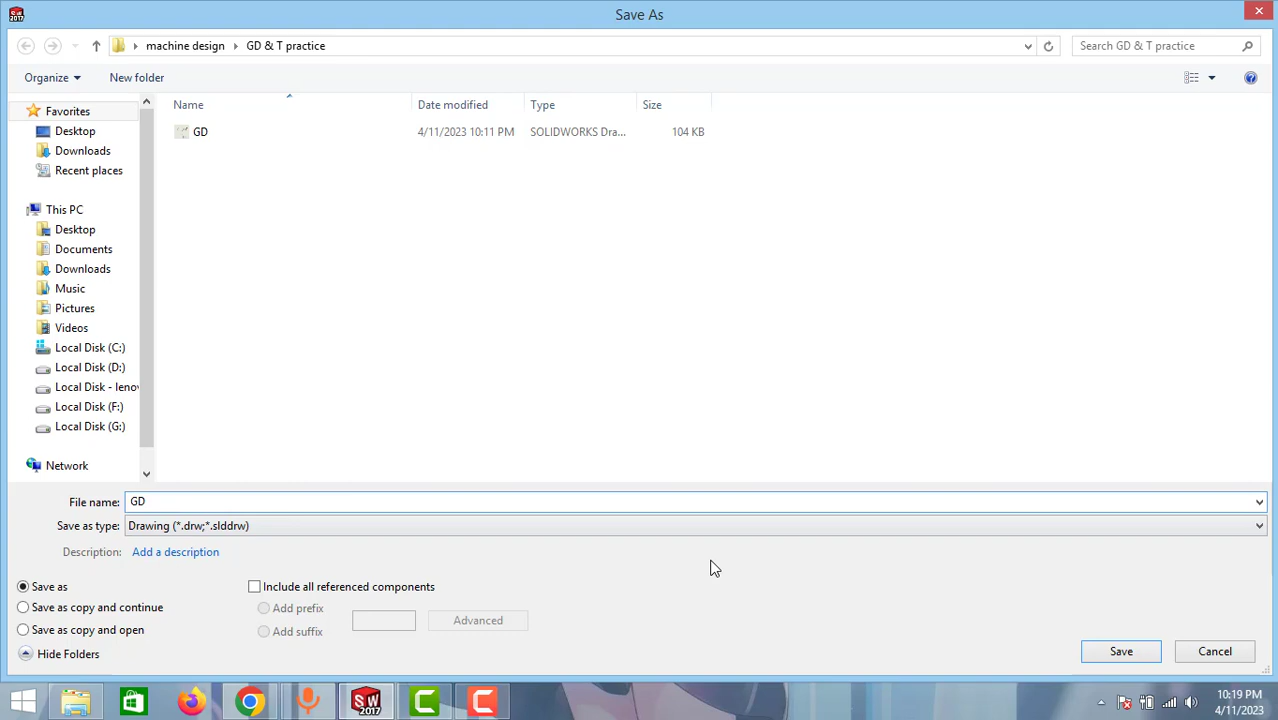 SW
2017
Save As
machine design
GD & T practice
Search GD & T practice
Organize
New folder
Favorites
Desktop
Downloads
Recent places
This PC
Desktop
Documents
Downloads
Music
Pictures
Videos
Local Disk (C:)
Local Disk (D:)
Local Disk - leno
Local Disk (F:)
Local Disk (G:)
Network
Name Date modified Type Size
GD 4/11/2023 10:11 PM SOLIDWORKS Dra... 104 KB
File name: GD
Save as type: Drawing (*.drw;*.slddrw)
Description: Add a description
Save as
Save as copy and continue
Save as copy and open
Include all referenced components
Add prefix
Add suffix
Advanced
Hide Folders
Save
Cancel
SW
2017
10:19 PM
4/11/2023